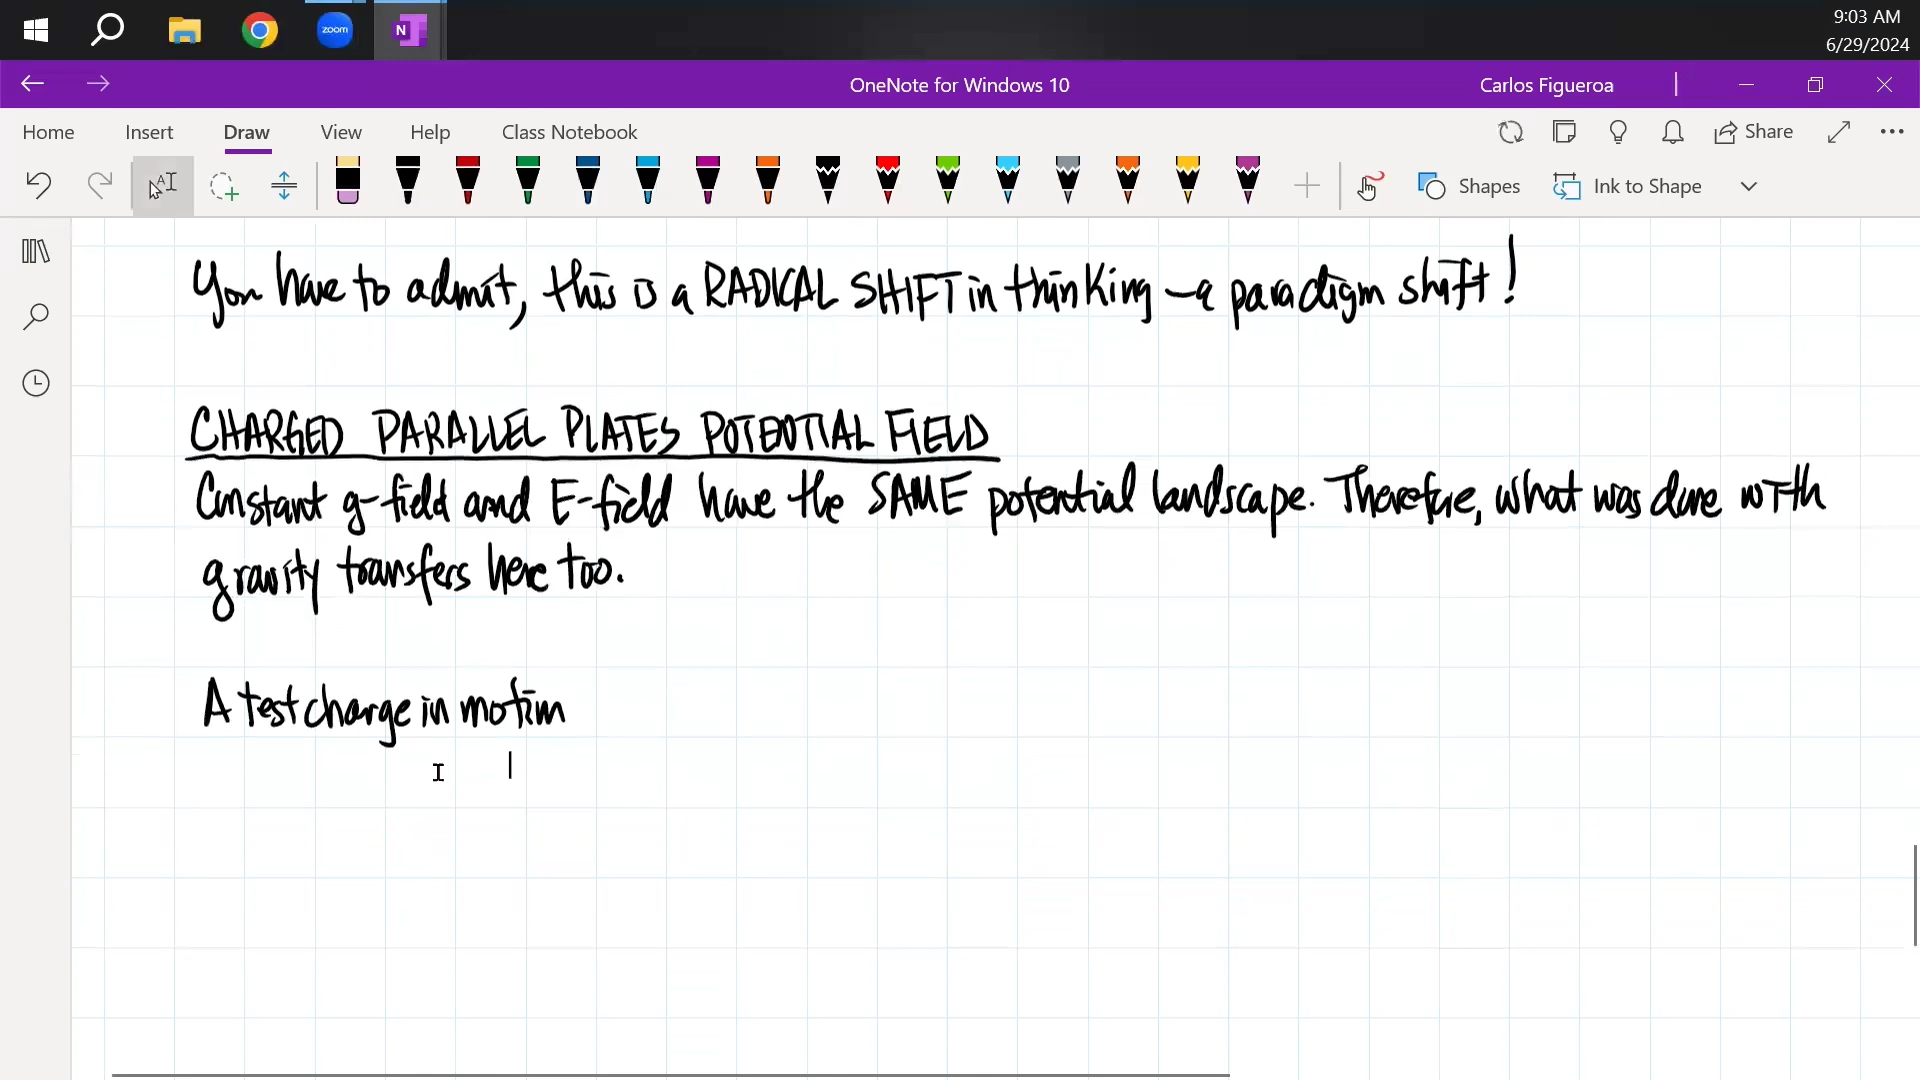 zoom
N
9:03 AM
6/29/2024
OneNote for Windows 10
Carlos Figueroa
Home Insert Draw View Help Class Notebook
Share
Shapes
Ink to Shape
You have to admit, this is a RADICAL SHIFT in thinking – a paradigm shift!
CHARGED PARALLEL PLATES POTENTIAL FIELD
Constant g-field and E-field have the SAME potential landscape. Therefore, what was done with
gravity transfers here too.
A test charge in motion